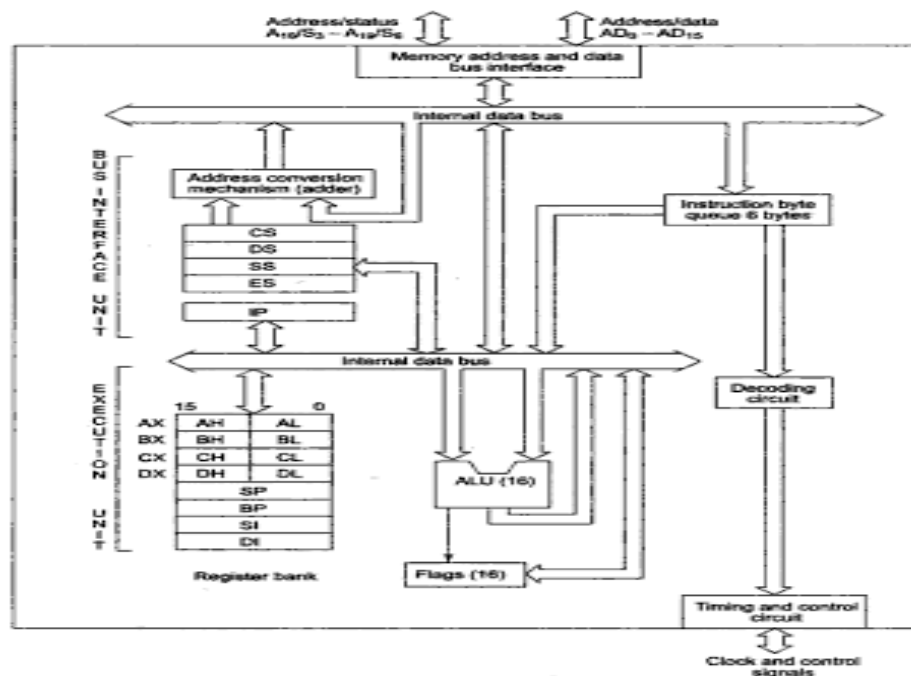 Address/status
A16/S3 – A19/S6
Address/data
AD0 – AD15
Memory address and data
bus interface
Internal data bus
BUS INTERFACE UNIT
Address conversion
mechanism (adder)
Instruction byte
queue 6 bytes
CS
DS
SS
ES
IP
Internal data bus
EXECUTION UNIT
15 0
AX AH AL
BX BH BL
CX CH CL
DX DH DL
SP
BP
SI
DI
Register bank
ALU (16)
Flags (16)
Decoding
circuit
Timing and control
circuit
Clock and control
signals